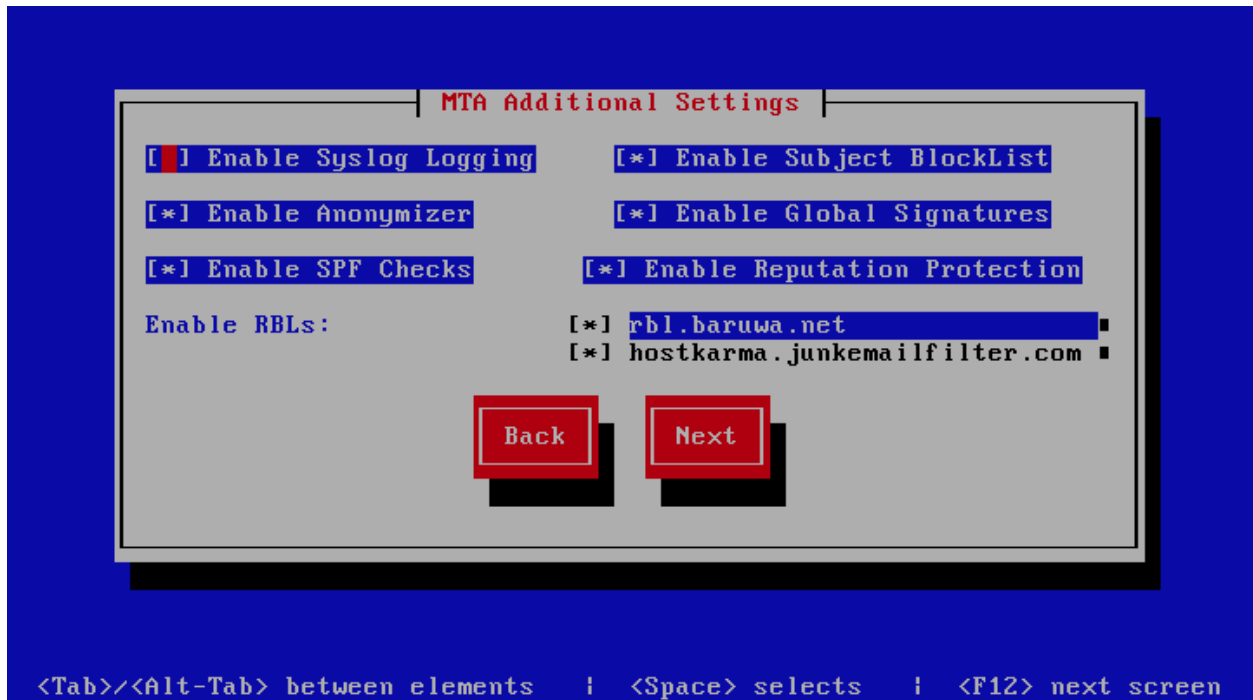 MTA Additional Settings
[ ] Enable Syslog Logging [*] Enable Subject BlockList
[*] Enable Anonymizer [*] Enable Global Signatures
[*] Enable SPF Checks [*] Enable Reputation Protection
Enable RBLs: [*] rbl.baruwa.net
[*] hostkarma.junkemailfilter.com
Back Next
<Tab>/<Alt-Tab> between elements | <Space> selects | <F12> next screen